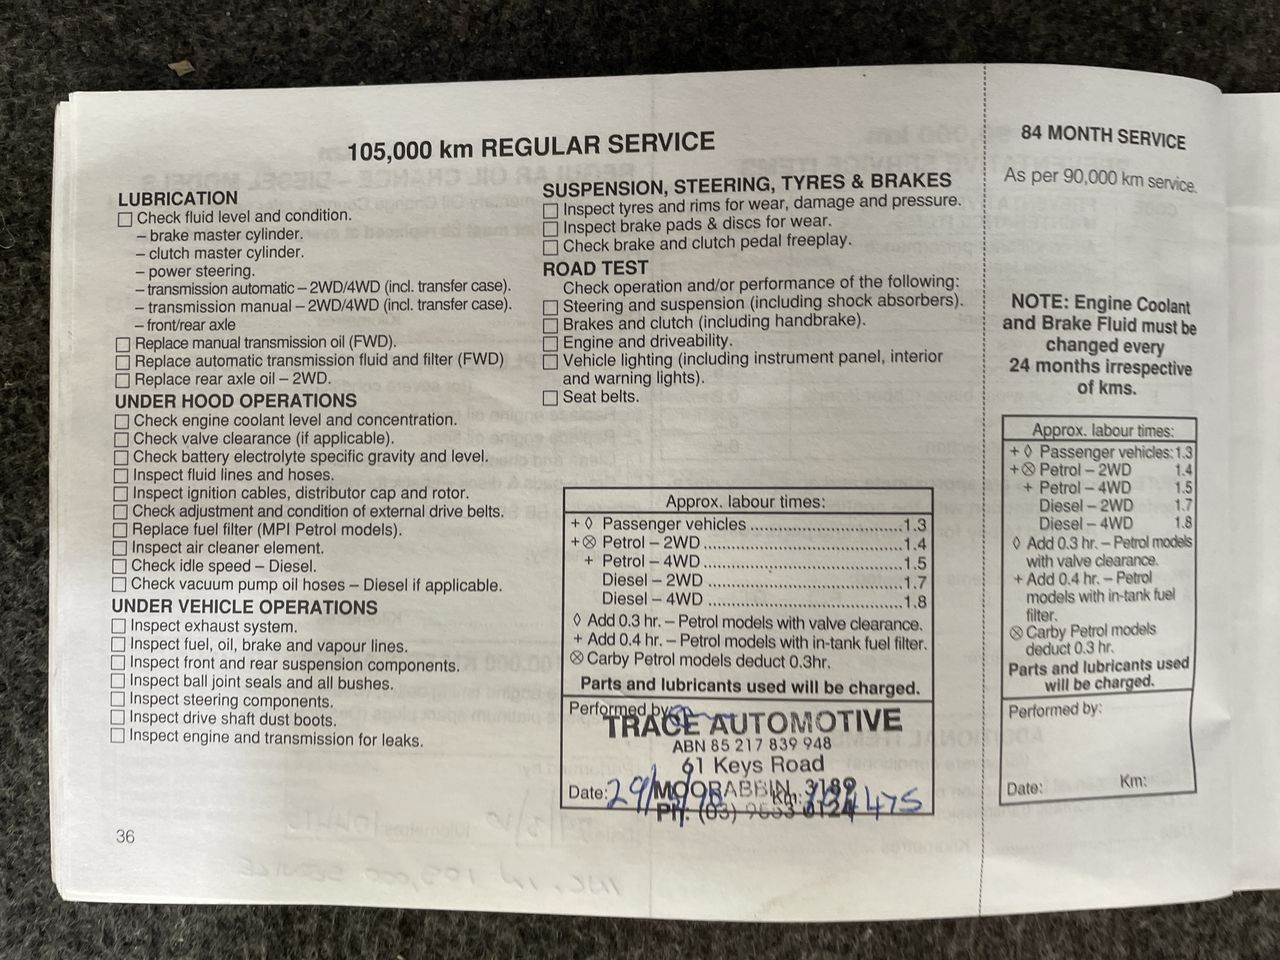 105,000 km REGULAR SERVICE
LUBRICATION
Check fluid level and condition.
– brake master cylinder.
– clutch master cylinder.
– power steering.
– transmission automatic – 2WD/4WD (incl. transfer case).
– transmission manual – 2WD/4WD (incl. transfer case).
– front/rear axle
Replace manual transmission oil (FWD).
Replace automatic transmission fluid and filter (FWD)
Replace rear axle oil – 2WD.
UNDER HOOD OPERATIONS
Check engine coolant level and concentration.
Check valve clearance (if applicable).
Check battery electrolyte specific gravity and level.
Inspect fluid lines and hoses.
Inspect ignition cables, distributor cap and rotor.
Check adjustment and condition of external drive belts.
Replace fuel filter (MPI Petrol models).
Inspect air cleaner element.
Check idle speed – Diesel.
Check vacuum pump oil hoses – Diesel if applicable.
UNDER VEHICLE OPERATIONS
Inspect exhaust system.
Inspect fuel, oil, brake and vapour lines.
Inspect front and rear suspension components.
Inspect ball joint seals and all bushes.
Inspect steering components.
Inspect drive shaft dust boots.
Inspect engine and transmission for leaks.
36
SUSPENSION, STEERING, TYRES & BRAKES
Inspect tyres and rims for wear, damage and pressure.
Inspect brake pads & discs for wear.
Check brake and clutch pedal freeplay.
ROAD TEST
Check operation and/or performance of the following:
Steering and suspension (including shock absorbers).
Brakes and clutch (including handbrake).
Engine and driveability.
Vehicle lighting (including instrument panel, interior
and warning lights).
Seat belts.
Approx. labour times:
+ ◊ Passenger vehicles ..................................1.3
+ ⊗ Petrol – 2WD ............................................1.4
+ Petrol – 4WD ............................................1.5
Diesel – 2WD ...........................................1.7
Diesel – 4WD ...........................................1.8
◊ Add 0.3 hr. – Petrol models with valve clearance.
+ Add 0.4 hr. – Petrol models with in-tank fuel filter.
⊗ Carby Petrol models deduct 0.3hr.
Parts and lubricants used will be charged.
Performed by:
TRACE AUTOMOTIVE
ABN 85 217 839 948
61 Keys Road
MOORABBIN, 3189
Date: 29/ Km:
Ph: (03)
84 MONTH SERVICE
As per 90,000 km service.
NOTE: Engine Coolant
and Brake Fluid must be
changed every
24 months irrespective
of kms.
Approx. labour times:
+ ◊ Passenger vehicles: 1.3
+ ⊗ Petrol – 2WD 1.4
+ Petrol – 4WD 1.5
Diesel – 2WD 1.7
Diesel – 4WD 1.8
◊ Add 0.3 hr. – Petrol models
with valve clearance.
+ Add 0.4 hr. – Petrol
models with in-tank fuel
filter.
⊗ Carby Petrol models
deduct 0.3 hr.
Parts and lubricants used
will be charged.
Performed by:
Date: Km: